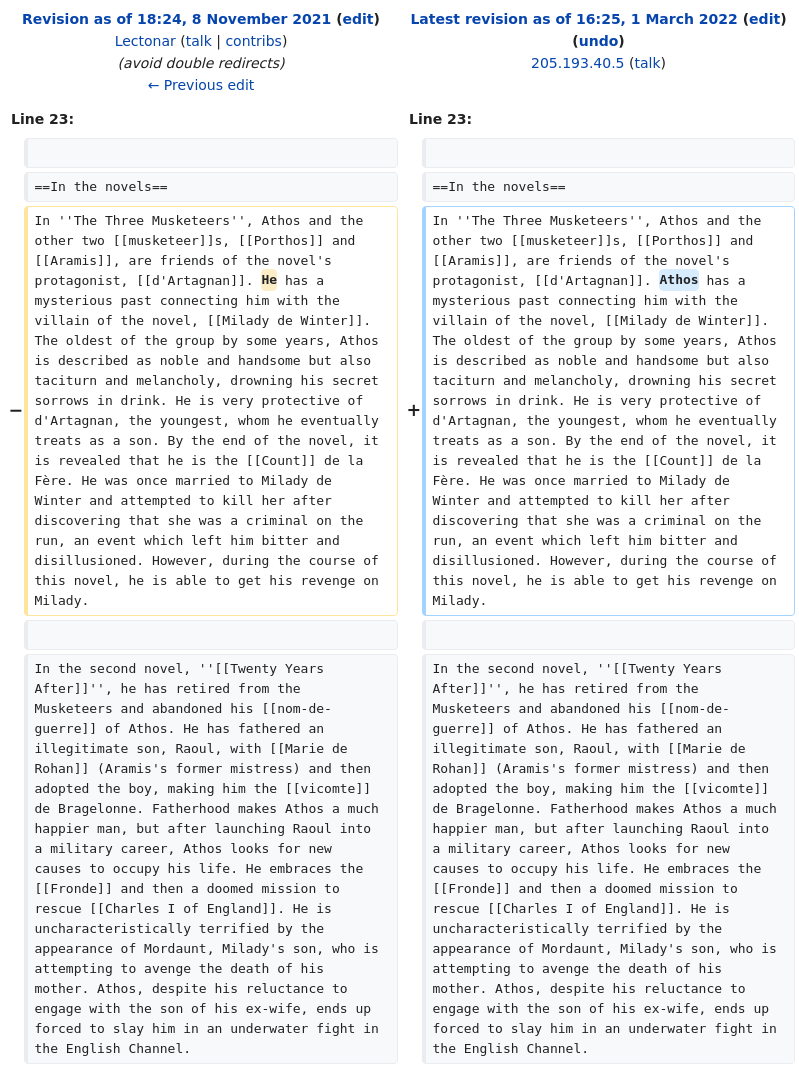 Revision as of 18:24, 8 November 2021 (edit)
Lectonar (talk | contribs)
(avoid double redirects)
← Previous edit
Latest revision as of 16:25, 1 March 2022 (edit)
(undo)
205.193.40.5 (talk)
Line 23:
Line 23:
==In the novels==
==In the novels==
−
In ''The Three Musketeers'', Athos and the
other two [[musketeer]]s, [[Porthos]] and
[[Aramis]], are friends of the novel's
protagonist, [[d'Artagnan]]. He has a
mysterious past connecting him with the
villain of the novel, [[Milady de Winter]].
The oldest of the group by some years, Athos
is described as noble and handsome but also
taciturn and melancholy, drowning his secret
sorrows in drink. He is very protective of
d'Artagnan, the youngest, whom he eventually
treats as a son. By the end of the novel, it
is revealed that he is the [[Count]] de la
Fère. He was once married to Milady de
Winter and attempted to kill her after
discovering that she was a criminal on the
run, an event which left him bitter and
disillusioned. However, during the course of
this novel, he is able to get his revenge on
Milady.
+
In ''The Three Musketeers'', Athos and the
other two [[musketeer]]s, [[Porthos]] and
[[Aramis]], are friends of the novel's
protagonist, [[d'Artagnan]]. Athos has a
mysterious past connecting him with the
villain of the novel, [[Milady de Winter]].
The oldest of the group by some years, Athos
is described as noble and handsome but also
taciturn and melancholy, drowning his secret
sorrows in drink. He is very protective of
d'Artagnan, the youngest, whom he eventually
treats as a son. By the end of the novel, it
is revealed that he is the [[Count]] de la
Fère. He was once married to Milady de
Winter and attempted to kill her after
discovering that she was a criminal on the
run, an event which left him bitter and
disillusioned. However, during the course of
this novel, he is able to get his revenge on
Milady.
In the second novel, ''[[Twenty Years
After]]'', he has retired from the
Musketeers and abandoned his [[nom-de-
guerre]] of Athos. He has fathered an
illegitimate son, Raoul, with [[Marie de
Rohan]] (Aramis's former mistress) and then
adopted the boy, making him the [[vicomte]]
de Bragelonne. Fatherhood makes Athos a much
happier man, but after launching Raoul into
a military career, Athos looks for new
causes to occupy his life. He embraces the
[[Fronde]] and then a doomed mission to
rescue [[Charles I of England]]. He is
uncharacteristically terrified by the
appearance of Mordaunt, Milady's son, who is
attempting to avenge the death of his
mother. Athos, despite his reluctance to
engage with the son of his ex-wife, ends up
forced to slay him in an underwater fight in
the English Channel.
In the second novel, ''[[Twenty Years
After]]'', he has retired from the
Musketeers and abandoned his [[nom-de-
guerre]] of Athos. He has fathered an
illegitimate son, Raoul, with [[Marie de
Rohan]] (Aramis's former mistress) and then
adopted the boy, making him the [[vicomte]]
de Bragelonne. Fatherhood makes Athos a much
happier man, but after launching Raoul into
a military career, Athos looks for new
causes to occupy his life. He embraces the
[[Fronde]] and then a doomed mission to
rescue [[Charles I of England]]. He is
uncharacteristically terrified by the
appearance of Mordaunt, Milady's son, who is
attempting to avenge the death of his
mother. Athos, despite his reluctance to
engage with the son of his ex-wife, ends up
forced to slay him in an underwater fight in
the English Channel.